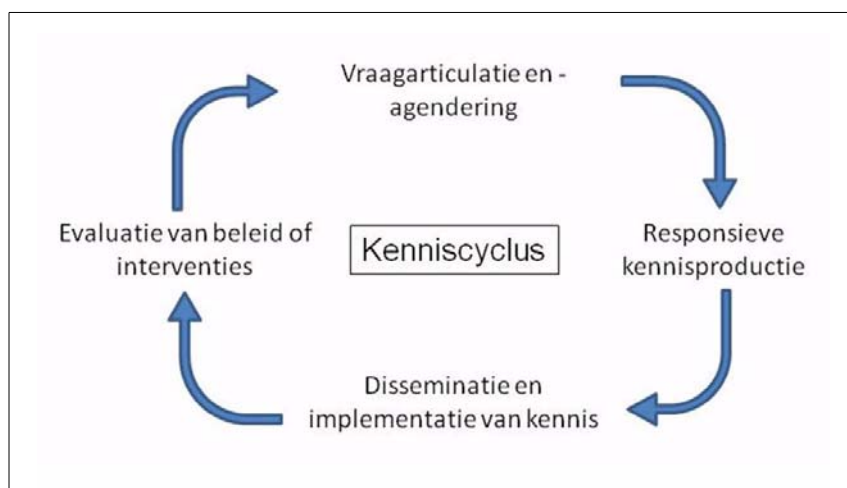 Vraagarticulatie en -
agendering
Responsieve
kennisproductie
Disseminatie en
implementatie van kennis
Evaluatie van beleid of
interventies
Kenniscyclus